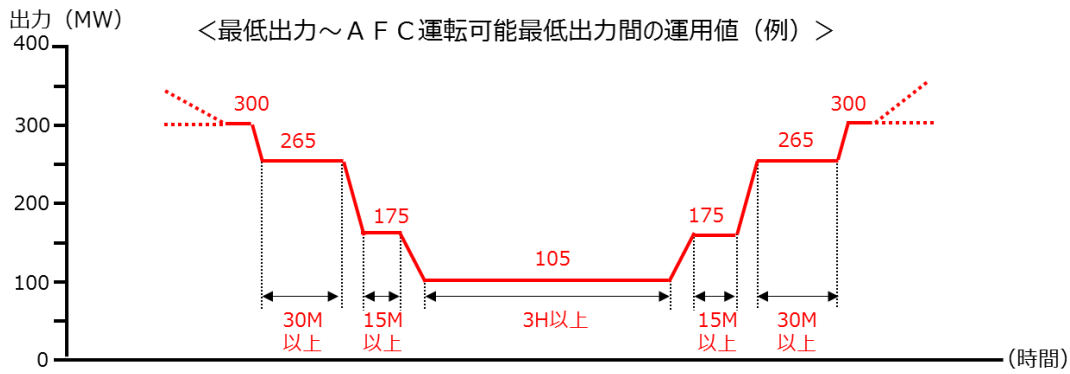 出力（MW）
＜最低出力～ＡＦＣ運転可能最低出力間の運用値（例）＞
400
300
200
100
0
300
265
175
105
175
265
300
30M
以上
15M
以上
3H以上
15M
以上
30M
以上
（時間）